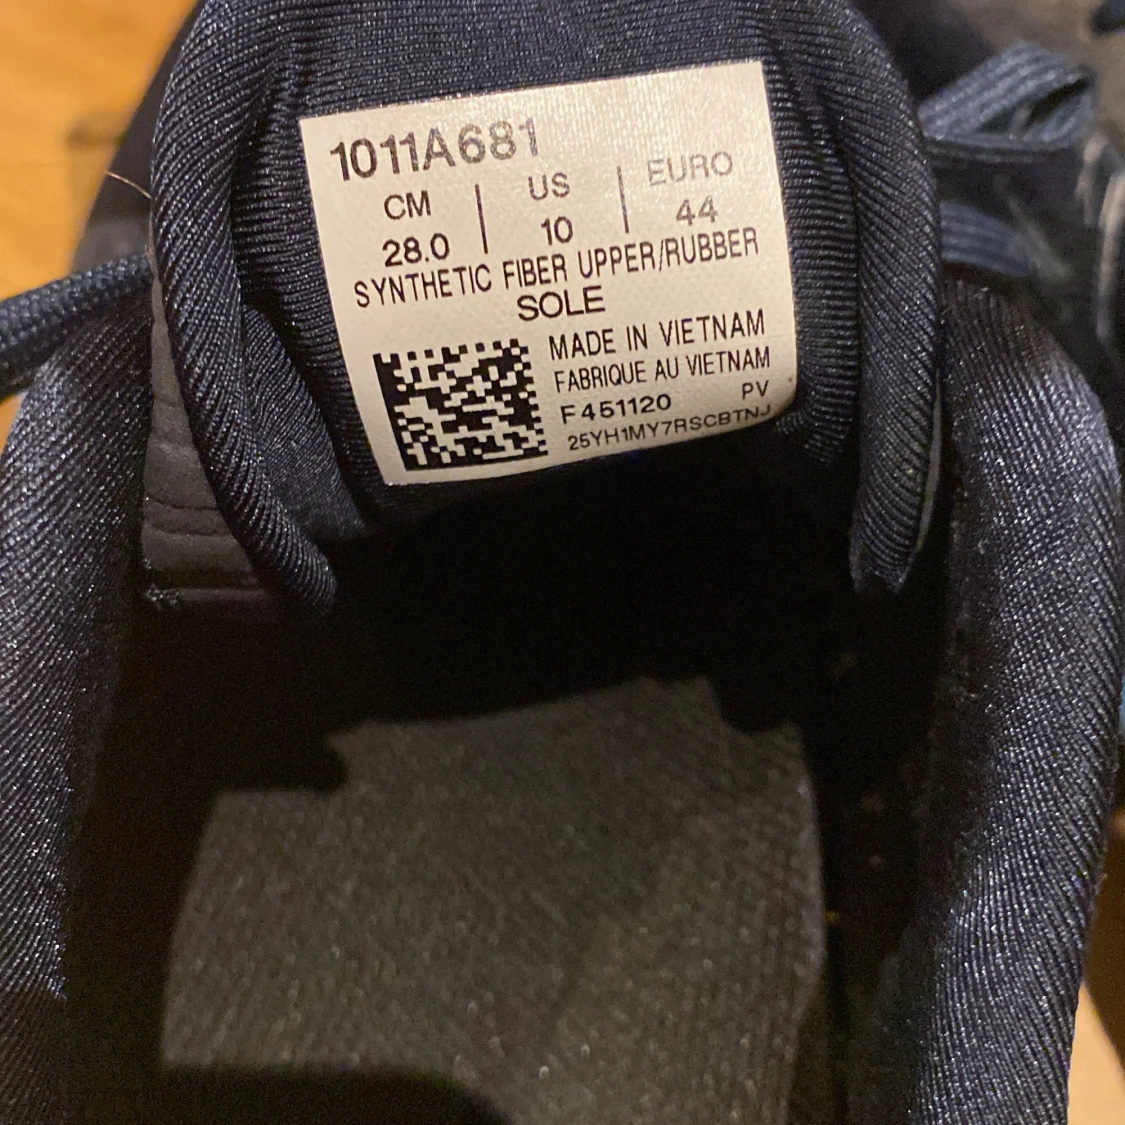 1011A681
CM | US | EURO
28.0 | 10 | 44
SYNTHETIC FIBER UPPER/RUBBER
SOLE
MADE IN VIETNAM
FABRIQUE AU VIETNAM
F451120 PV
25YH1MY7RSCBTNJ